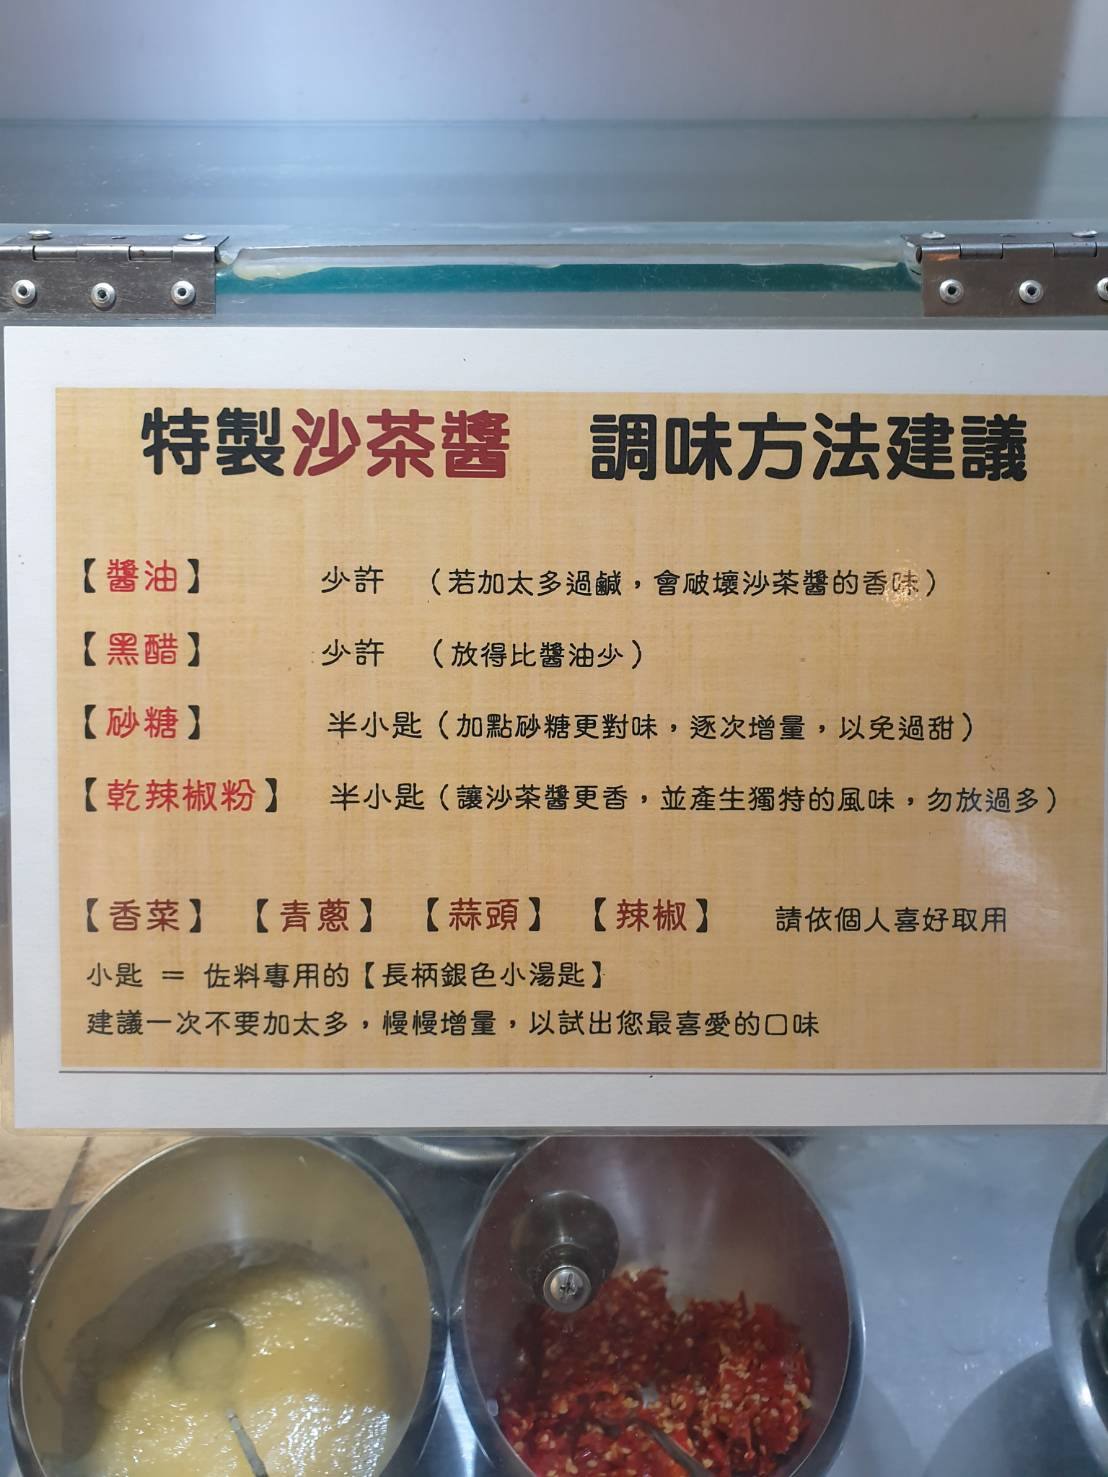 特製沙茶醬 調味方法建議
【醬油】 少許 （若加太多過鹹，會破壞沙茶醬的香味）
【黑醋】 少許 （放得比醬油少）
【砂糖】 半小匙（加點砂糖更對味，逐次增量，以免過甜）
【乾辣椒粉】 半小匙（讓沙茶醬更香，並產生獨特的風味，勿放過多）
【香菜】 【青蔥】 【蒜頭】 【辣椒】 請依個人喜好取用
小匙 ＝ 佐料專用的【長柄銀色小湯匙】
建議一次不要加太多，慢慢增量，以試出您最喜愛的口味